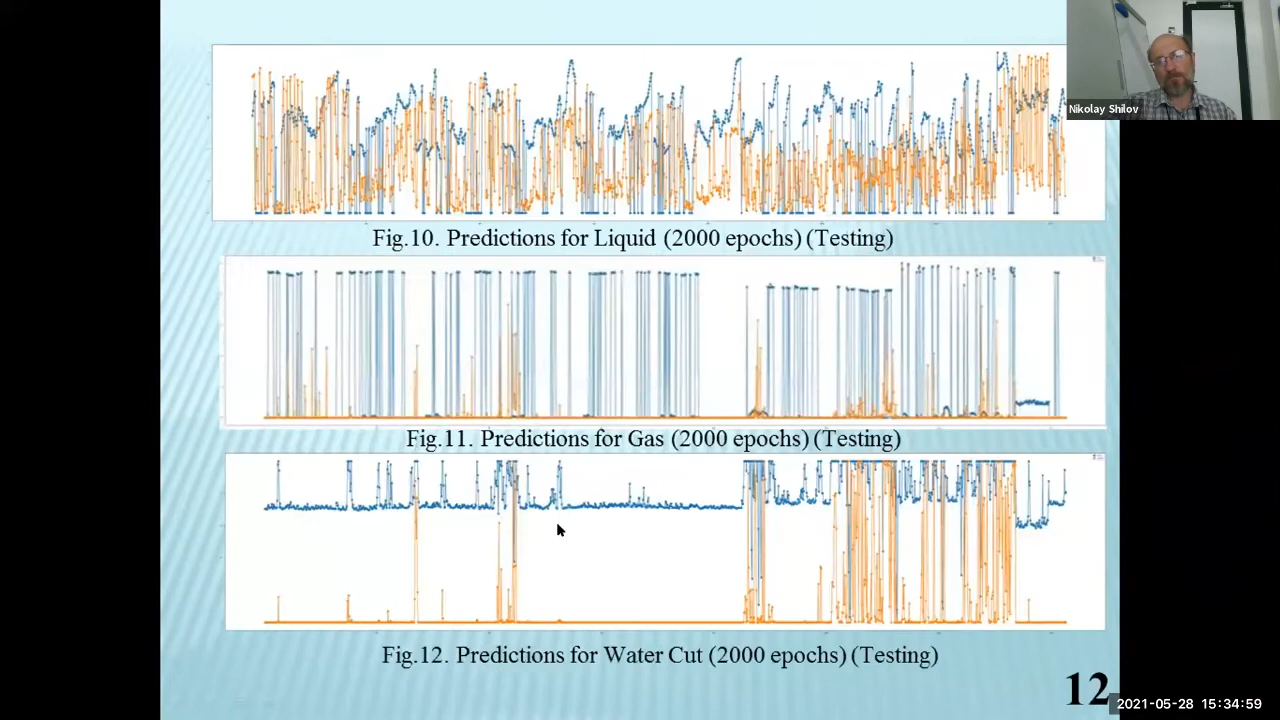 Nikolay Shilov
Fig.10. Predictions for Liquid (2000 epochs) (Testing)
Fig.11. Predictions for Gas (2000 epochs) (Testing)
Fig.12. Predictions for Water Cut (2000 epochs) (Testing)
12
2021-05-28 15:34:59